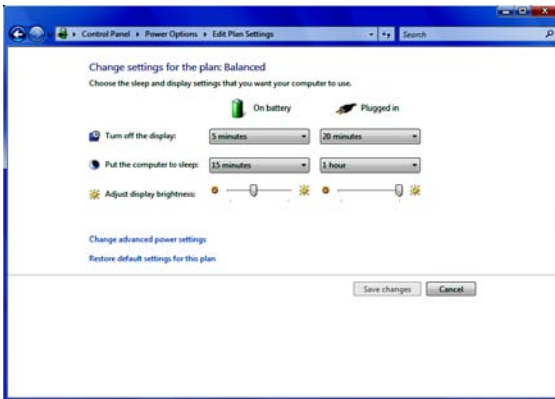 Control Panel ▸ Power Options ▸ Edit Plan Settings
Search
Change settings for the plan: Balanced
Choose the sleep and display settings that you want your computer to use.
On battery Plugged in
Turn off the display: 5 minutes 20 minutes
Put the computer to sleep: 15 minutes 1 hour
Adjust display brightness:
Change advanced power settings
Restore default settings for this plan
Save changes Cancel